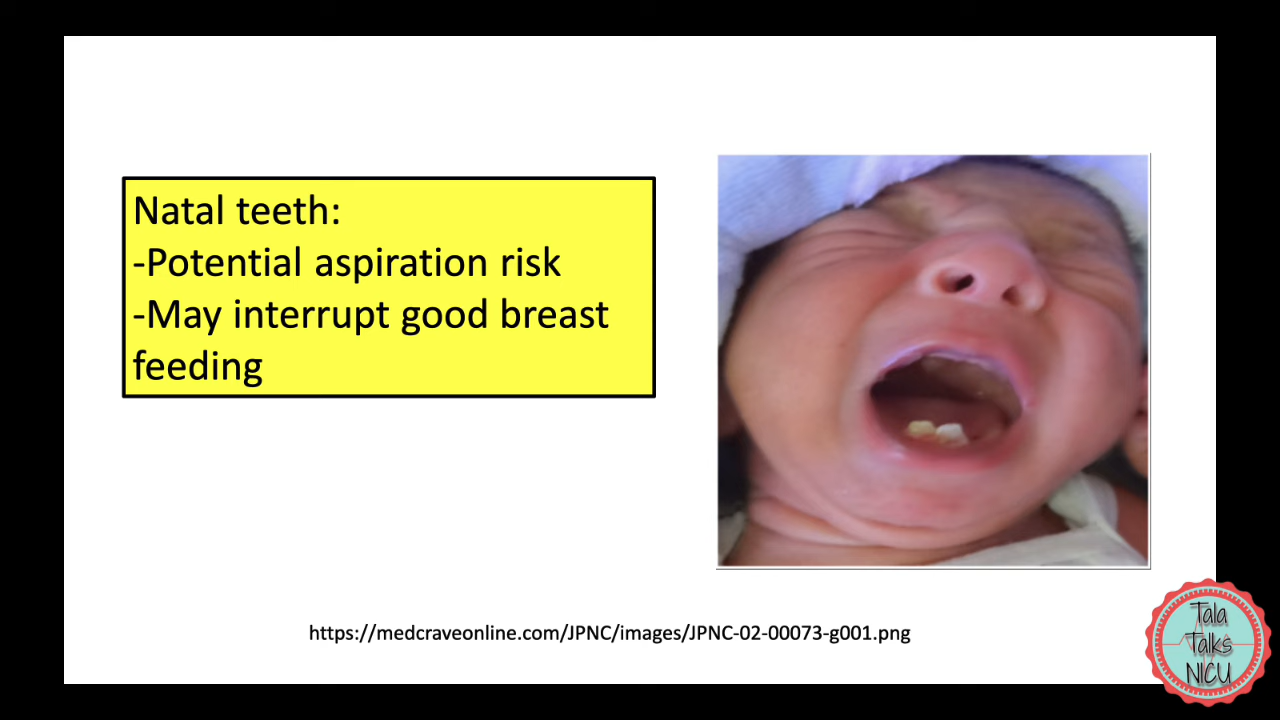 Natal teeth:
-Potential aspiration risk
-May interrupt good breast
feeding
https://medcraveonline.com/JPNC/images/JPNC-02-00073-g001.png
Tala
Talks
NICU